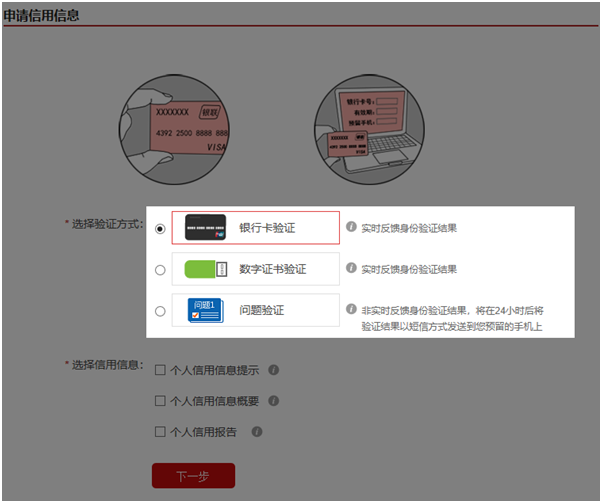 申请信用信息
XXXXXXX 银联
4392 2500 8888 888
VISA
银行卡号:
有效期:
预留手机:
* 选择验证方式:
银行卡验证
实时反馈身份验证结果
数字证书验证
实时反馈身份验证结果
问题1
问题验证
非实时反馈身份验证结果，将在24小时后将
验证结果以短信方式发送到您预留的手机上
* 选择信用信息:
个人信用信息提示
个人信用信息概要
个人信用报告
下一步